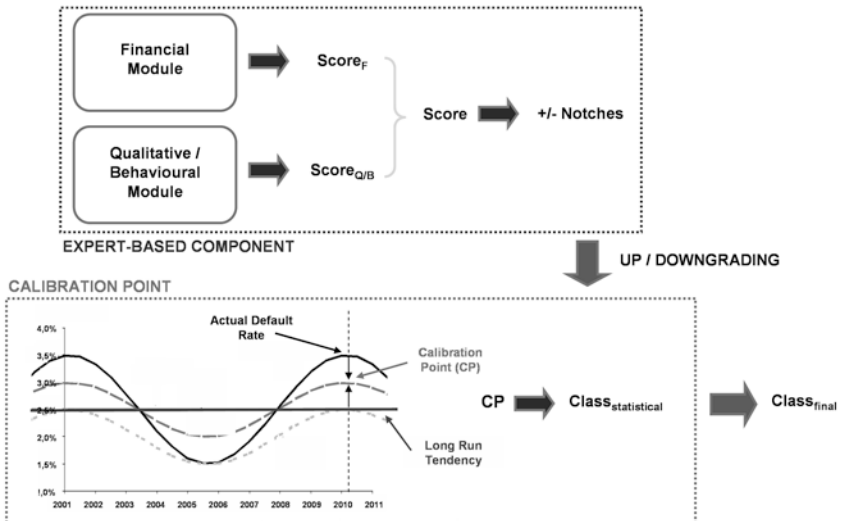 Financial
Module
Score_F
Score
+/- Notches
Qualitative /
Behavioural
Module
Score_Q/B
EXPERT-BASED COMPONENT
UP / DOWNGRADING
CALIBRATION POINT
Actual Default
Rate
4,0%
3,5%
3,0%
2,5%
2,0%
1,5%
1,0%
Calibration
Point (CP)
Long Run
Tendency
2001 2002 2003 2004 2005 2006 2007 2008 2009 2010 2011
CP
Class_statistical
Class_final